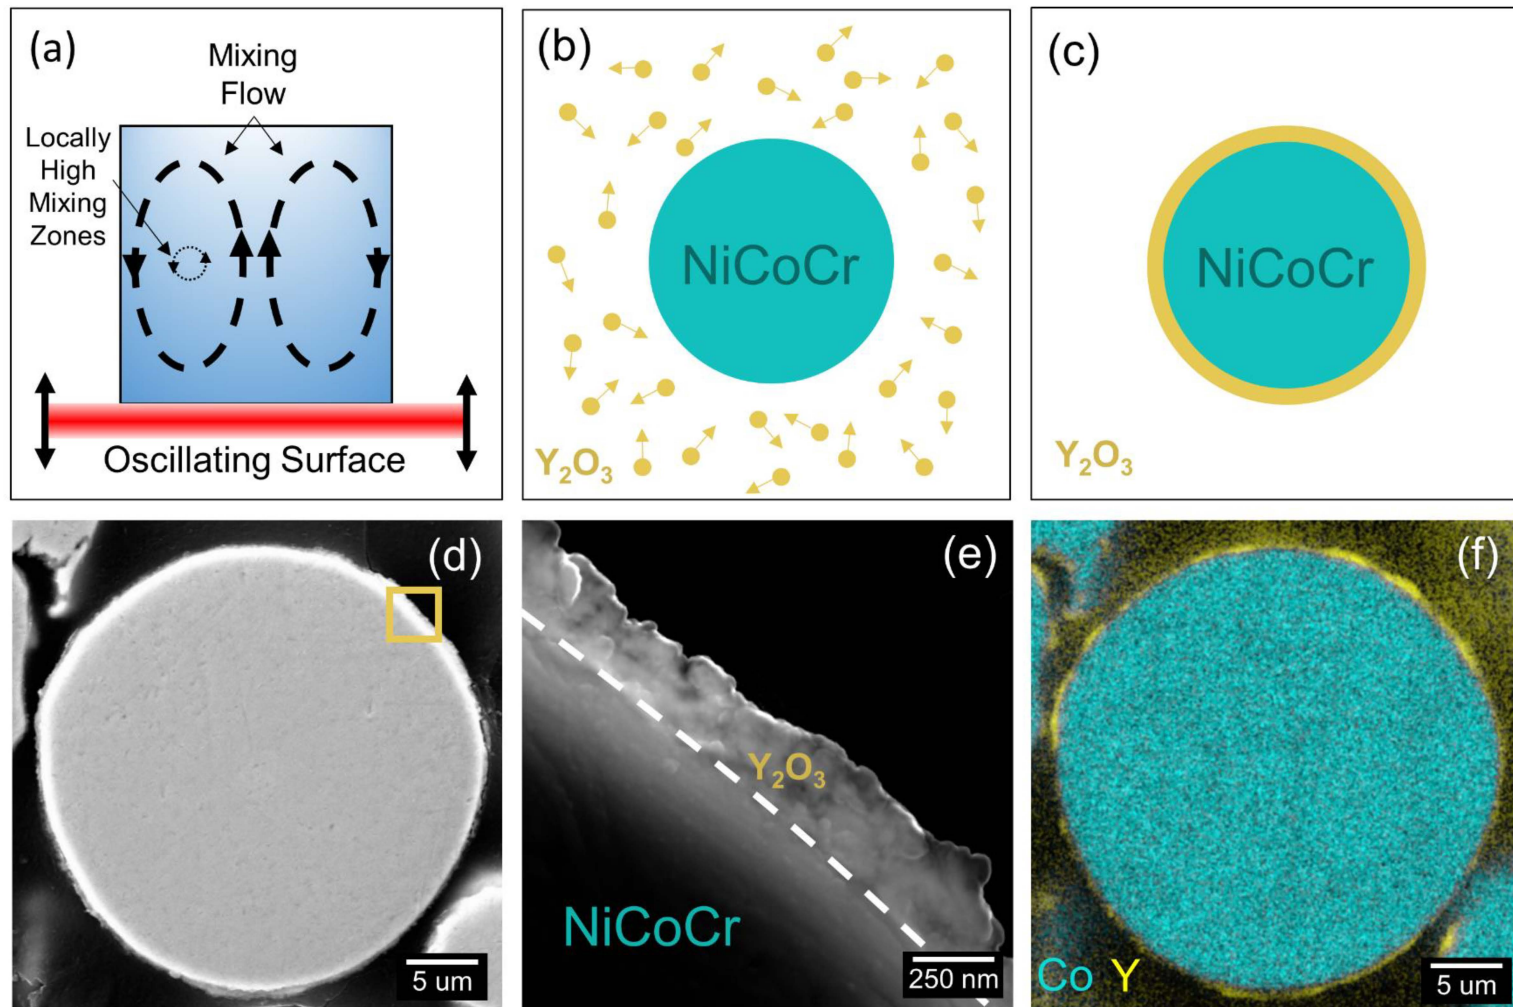 (a)
Mixing
Flow
Locally
High
Mixing
Zones
Oscillating Surface
(b)
NiCoCr
Y₂O₃
(c)
NiCoCr
Y₂O₃
(d)
5 um
(e)
Y₂O₃
NiCoCr
250 nm
(f)
Co Y
5 um